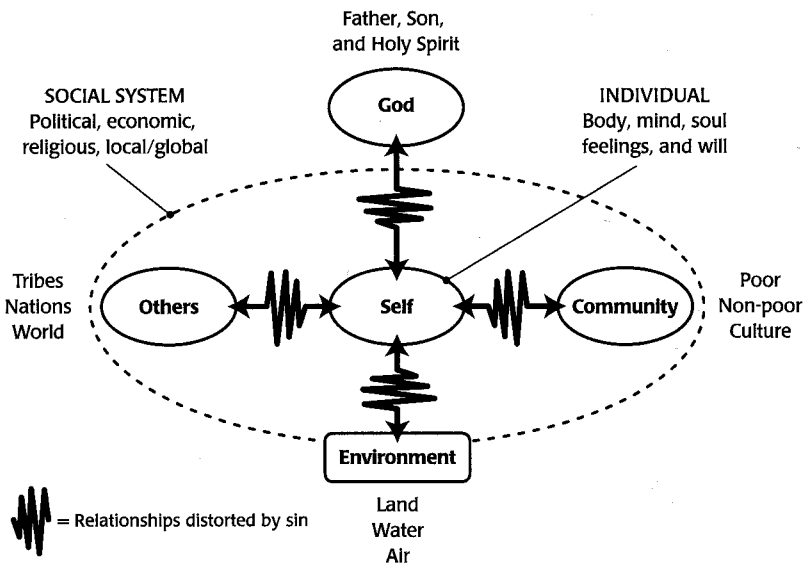 Father, Son,
and Holy Spirit
God
SOCIAL SYSTEM
Political, economic,
religious, local/global
INDIVIDUAL
Body, mind, soul
feelings, and will
Tribes
Nations
World
Others
Self
Community
Poor
Non-poor
Culture
Environment
Land
Water
Air
= Relationships distorted by sin